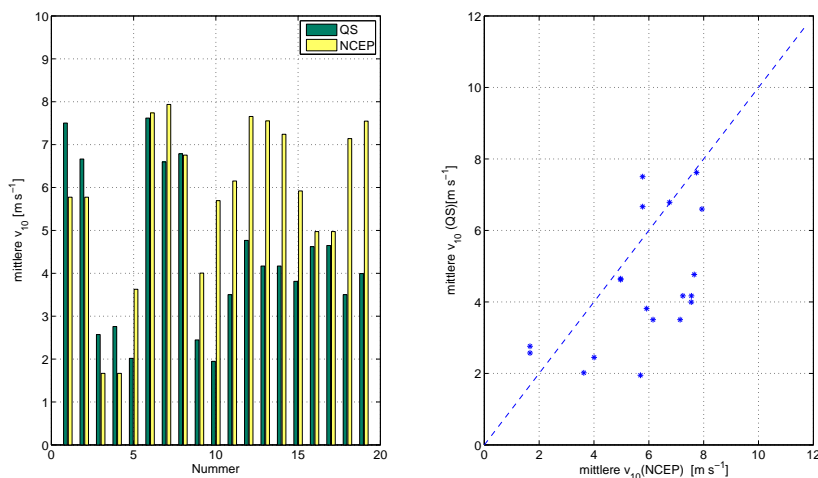 10
9
8
7
6
5
4
3
2
1
0
mittlere v₁₀ [m s⁻¹]
QS
NCEP
0 5 10 15 20
Nummer
12
10
8
6
4
2
0
mittlere v₁₀ (QS)[m s⁻¹]
0 2 4 6 8 10 12
mittlere v₁₀(NCEP) [m s⁻¹]